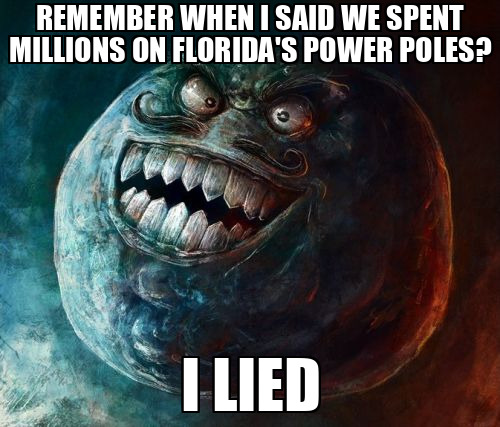 REMEMBER WHEN I SAID WE SPENT
MILLIONS ON FLORIDA'S POWER POLES?
I LIED